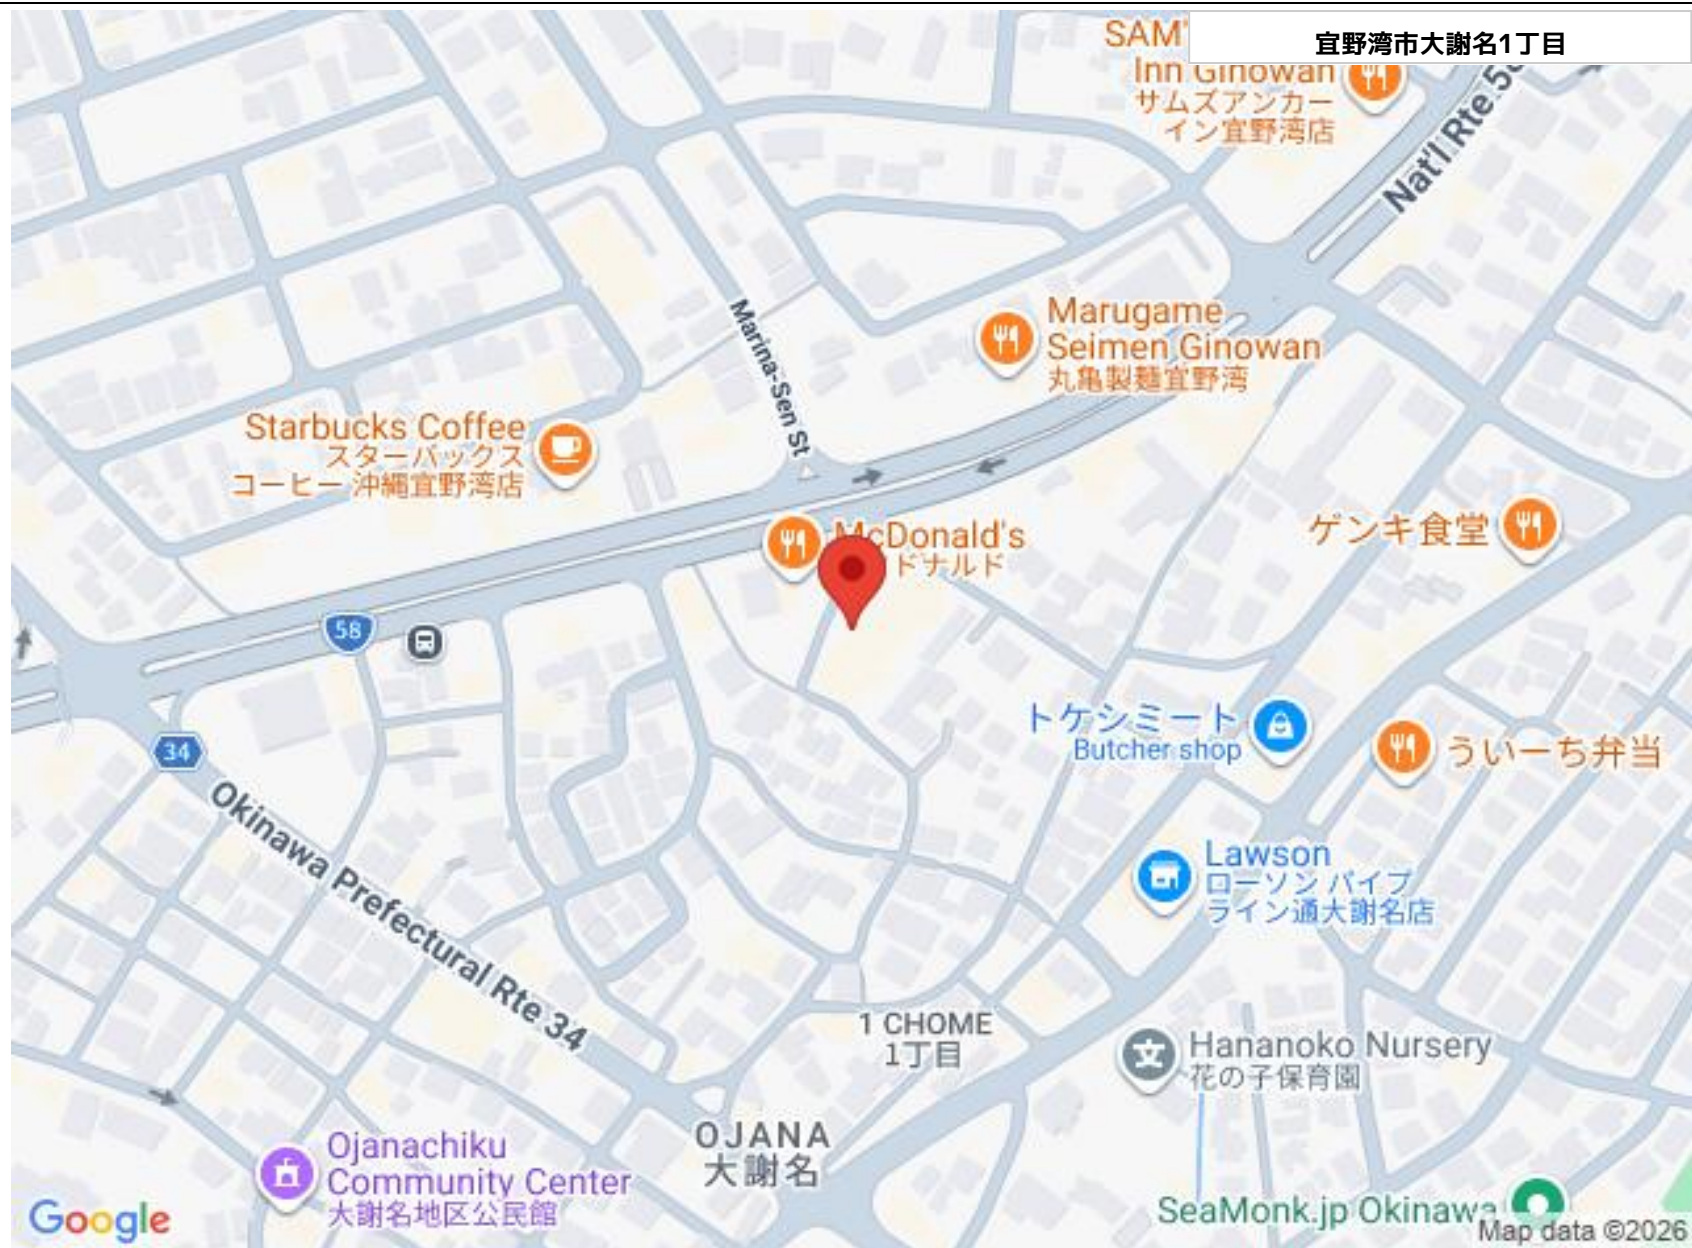 宜野湾市大謝名1丁目
SAM'
Inn Ginowan
サムズアンカー
イン宜野湾店
Nat'l Rte 58
Marugame
Seimen Ginowan
丸亀製麺宜野湾
Marina-Sen St
Starbucks Coffee
スターバックス
コーヒー 沖縄宜野湾店
McDonald's
ドナルド
ゲンキ食堂
58
34
トケシミート
Butcher shop
ういーち弁当
Okinawa Prefectural Rte 34
Lawson
ローソン パイプ
ライン通大謝名店
1 CHOME
1丁目
Hananoko Nursery
花の子保育園
OJANA
大謝名
Ojanachiku
Community Center
大謝名地区公民館
SeaMonk.jp Okinawa
Google
Map data ©2026